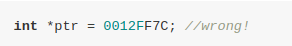 int *ptr = 0012FF7C; //wrong!